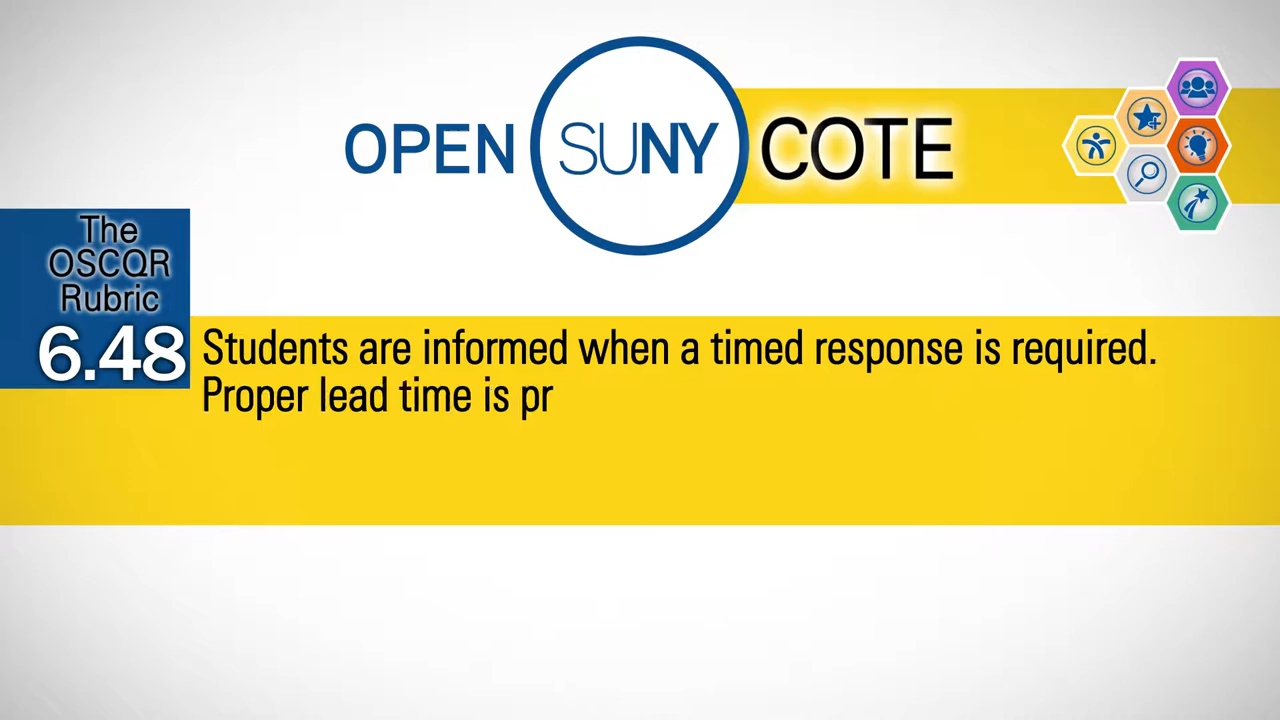 OPEN SUNY COTE
The
OSCQR
Rubric
6.48
Students are informed when a timed response is required.
Proper lead time is pr